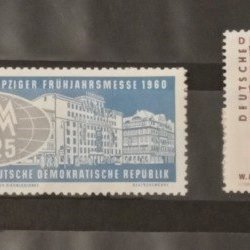 PZIGER FRÜHJAHRSMESSE 1960
M
25
UTSCHE DEMOKRATISCHE REPUBLIK
DEUTSCHE D
W.